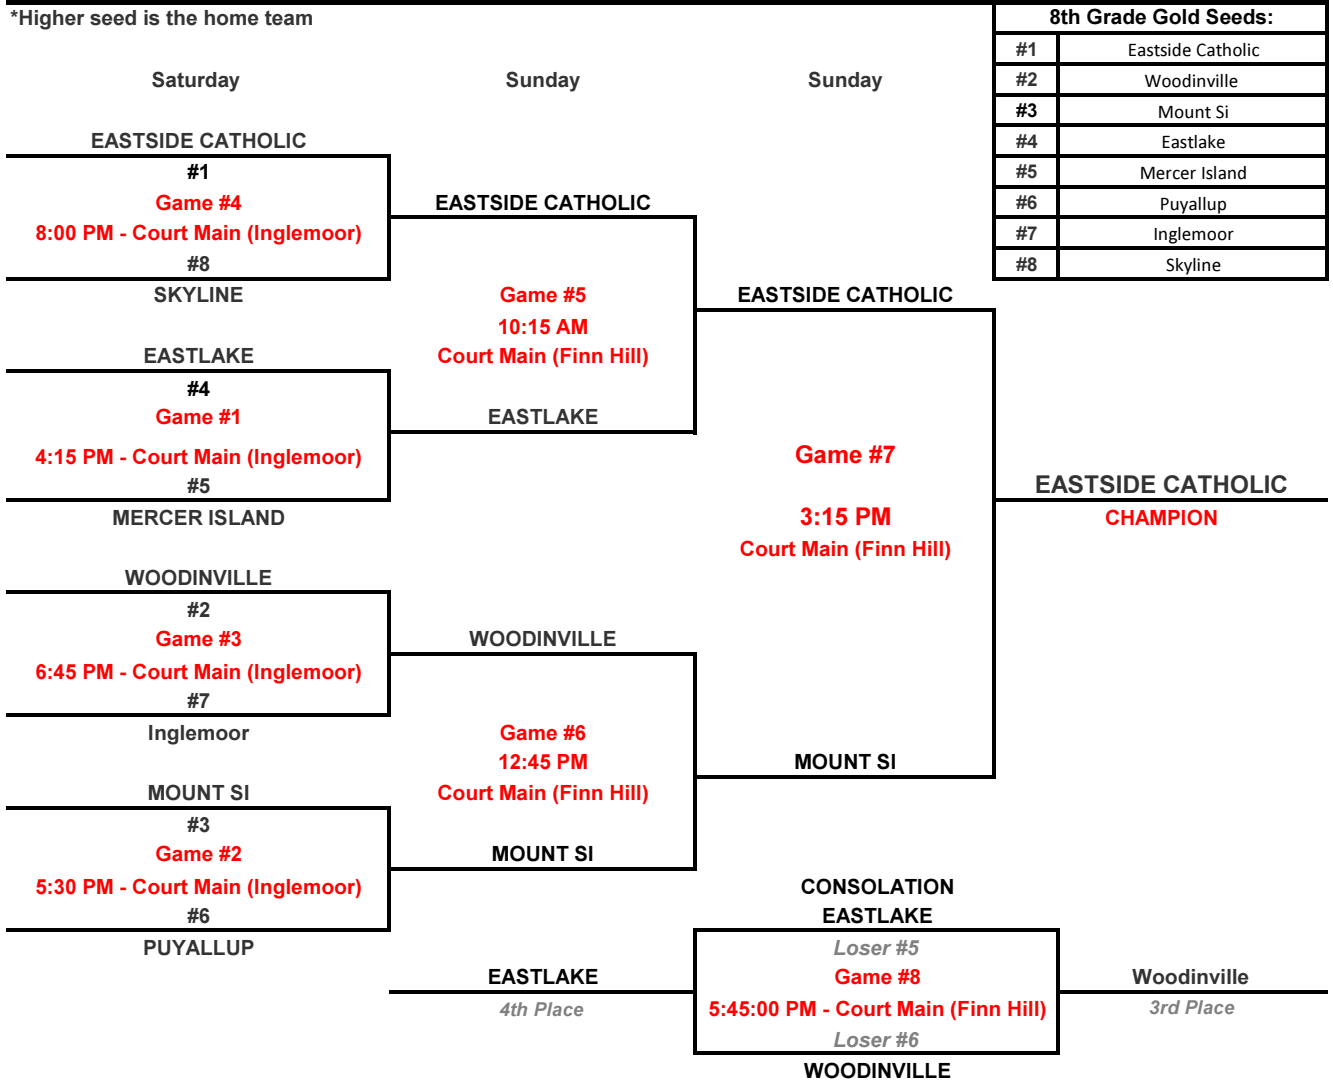 *Higher seed is the home team
8th Grade Gold Seeds:
#1 Eastside Catholic
#2 Woodinville
#3 Mount Si
#4 Eastlake
#5 Mercer Island
#6 Puyallup
#7 Inglemoor
#8 Skyline
Saturday Sunday Sunday
EASTSIDE CATHOLIC
#1
Game #4
8:00 PM - Court Main (Inglemoor)
#8
SKYLINE
EASTLAKE
#4
Game #1
4:15 PM - Court Main (Inglemoor)
#5
MERCER ISLAND
WOODINVILLE
#2
Game #3
6:45 PM - Court Main (Inglemoor)
#7
Inglemoor
MOUNT SI
#3
Game #2
5:30 PM - Court Main (Inglemoor)
#6
PUYALLUP
EASTSIDE CATHOLIC
Game #5
10:15 AM
Court Main (Finn Hill)
EASTLAKE
WOODINVILLE
Game #6
12:45 PM
Court Main (Finn Hill)
MOUNT SI
EASTSIDE CATHOLIC
Game #7
3:15 PM
Court Main (Finn Hill)
MOUNT SI
EASTSIDE CATHOLIC
CHAMPION
CONSOLATION
EASTLAKE
Loser #5
Game #8
5:45:00 PM - Court Main (Finn Hill)
Loser #6
WOODINVILLE
EASTLAKE
4th Place
Woodinville
3rd Place